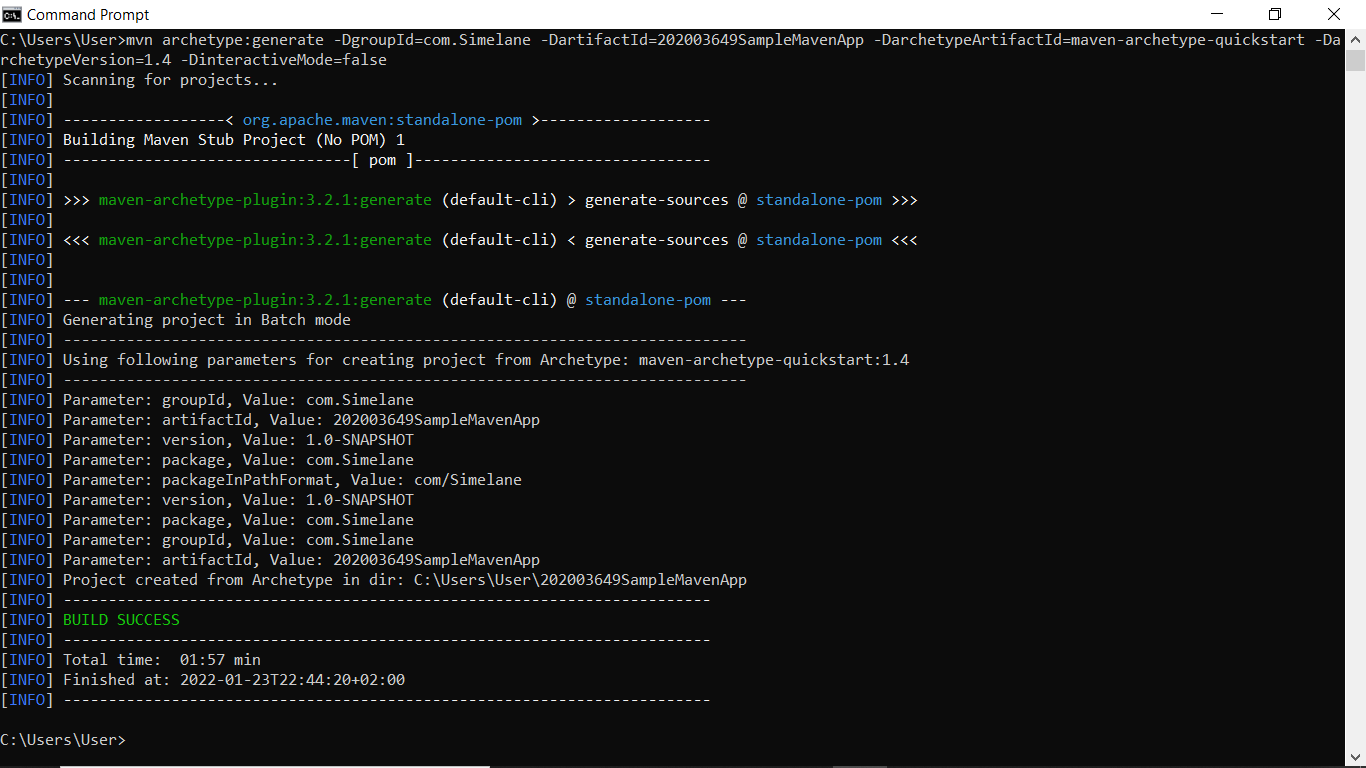 Command Prompt
C:\Users\User>mvn archetype:generate -DgroupId=com.Simelane -DartifactId=202003649SampleMavenApp -DarchetypeArtifactId=maven-archetype-quickstart -Da
rchetypeVersion=1.4 -DinteractiveMode=false
[INFO] Scanning for projects...
[INFO]
[INFO] ------------------< org.apache.maven:standalone-pom >-------------------
[INFO] Building Maven Stub Project (No POM) 1
[INFO] --------------------------------[ pom ]---------------------------------
[INFO]
[INFO] >>> maven-archetype-plugin:3.2.1:generate (default-cli) > generate-sources @ standalone-pom >>>
[INFO]
[INFO] <<< maven-archetype-plugin:3.2.1:generate (default-cli) < generate-sources @ standalone-pom <<<
[INFO]
[INFO]
[INFO] --- maven-archetype-plugin:3.2.1:generate (default-cli) @ standalone-pom ---
[INFO] Generating project in Batch mode
[INFO] ----------------------------------------------------------------------------
[INFO] Using following parameters for creating project from Archetype: maven-archetype-quickstart:1.4
[INFO] ----------------------------------------------------------------------------
[INFO] Parameter: groupId, Value: com.Simelane
[INFO] Parameter: artifactId, Value: 202003649SampleMavenApp
[INFO] Parameter: version, Value: 1.0-SNAPSHOT
[INFO] Parameter: package, Value: com.Simelane
[INFO] Parameter: packageInPathFormat, Value: com/Simelane
[INFO] Parameter: version, Value: 1.0-SNAPSHOT
[INFO] Parameter: package, Value: com.Simelane
[INFO] Parameter: groupId, Value: com.Simelane
[INFO] Parameter: artifactId, Value: 202003649SampleMavenApp
[INFO] Project created from Archetype in dir: C:\Users\User\202003649SampleMavenApp
[INFO] ------------------------------------------------------------------------
[INFO] BUILD SUCCESS
[INFO] ------------------------------------------------------------------------
[INFO] Total time:  01:57 min
[INFO] Finished at: 2022-01-23T22:44:20+02:00
[INFO] ------------------------------------------------------------------------
C:\Users\User>